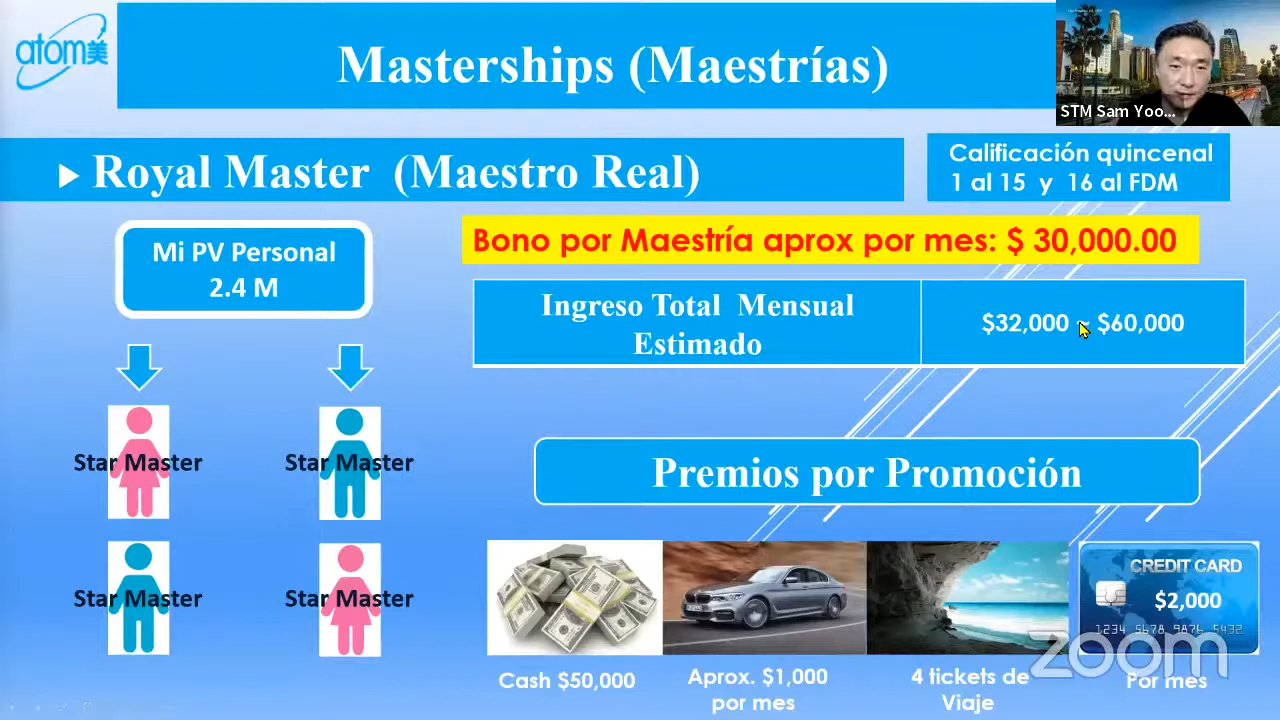 atom美
Masterships (Maestrías)
STM Sam Yoo...
▶ Royal Master (Maestro Real)
Calificación quincenal
1 al 15 y 16 al FDM
Mi PV Personal
2.4 M
Bono por Maestría aprox por mes: $ 30,000.00
Ingreso Total Mensual
Estimado
$32,000 ~ $60,000
Star Master
Star Master
Premios por Promoción
Star Master
Star Master
CREDIT CARD
$2,000
1234 5678 9876 5432
zoom
Cash $50,000
Aprox. $1,000
por mes
4 tickets de
Viaje
Por mes